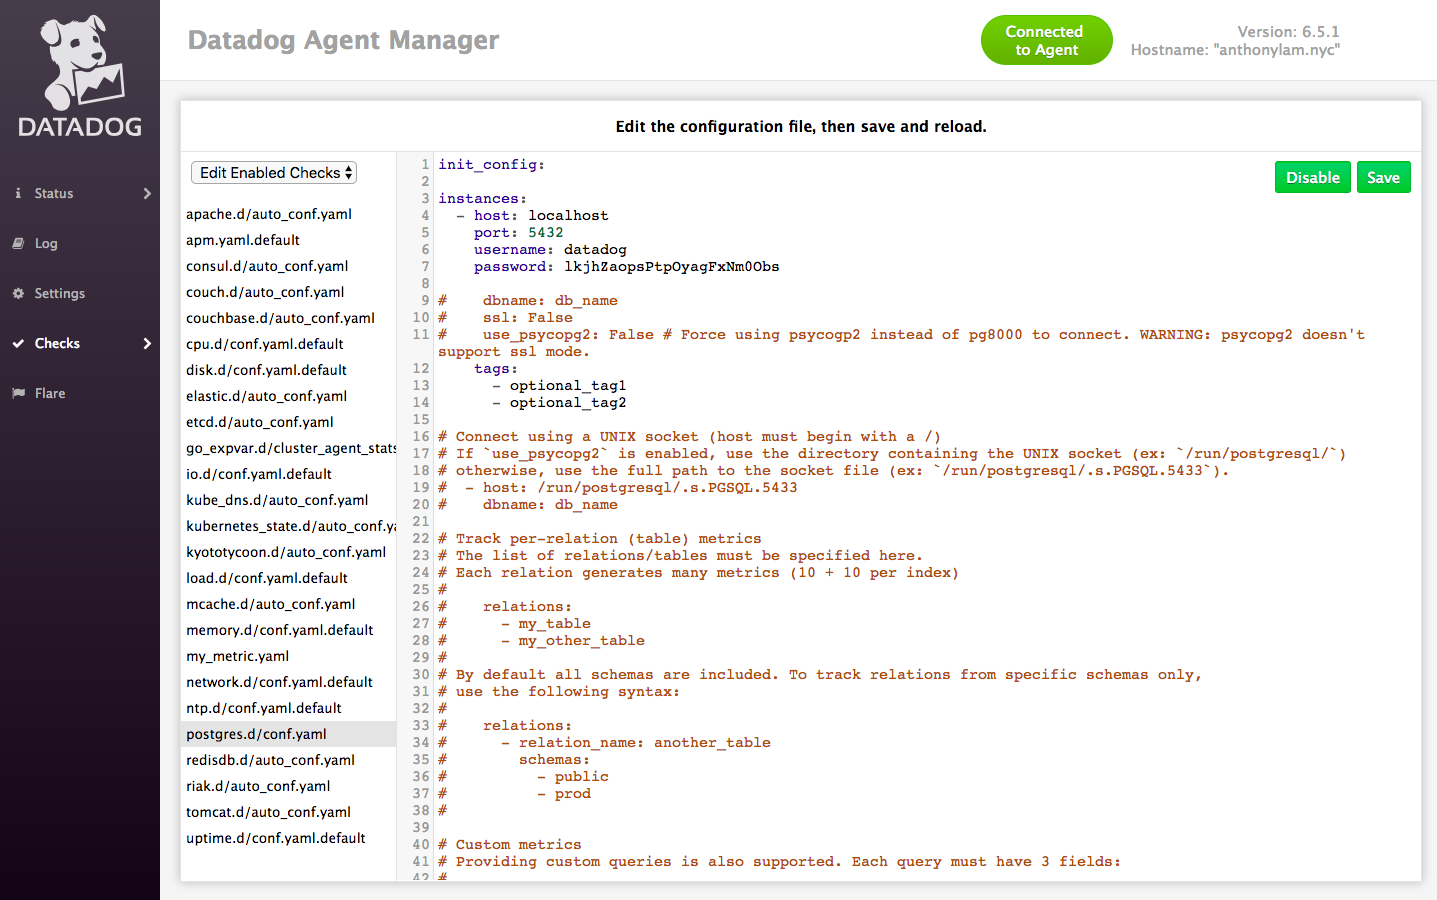 DATADOG
Datadog Agent Manager
Connected
to Agent
Version: 6.5.1
Hostname: "anthonylam.nyc"
Status
Log
Settings
Checks
Flare
Edit the configuration file, then save and reload.
Edit Enabled Checks
apache.d/auto_conf.yaml
apm.yaml.default
consul.d/auto_conf.yaml
couch.d/auto_conf.yaml
couchbase.d/auto_conf.yaml
cpu.d/conf.yaml.default
disk.d/conf.yaml.default
elastic.d/auto_conf.yaml
etcd.d/auto_conf.yaml
go_expvar.d/cluster_agent_stats
io.d/conf.yaml.default
kube_dns.d/auto_conf.yaml
kubernetes_state.d/auto_conf.ya
kyototycoon.d/auto_conf.yaml
load.d/conf.yaml.default
mcache.d/auto_conf.yaml
memory.d/conf.yaml.default
my_metric.yaml
network.d/conf.yaml.default
ntp.d/conf.yaml.default
postgres.d/conf.yaml
redisdb.d/auto_conf.yaml
riak.d/auto_conf.yaml
tomcat.d/auto_conf.yaml
uptime.d/conf.yaml.default
Disable
Save
1 init_config:
2
3 instances:
4   - host: localhost
5     port: 5432
6     username: datadog
7     password: lkjhZaopsPtpOyagFxNm0Obs
8
9 #    dbname: db_name
10 #    ssl: False
11 #    use_psycopg2: False # Force using psycogp2 instead of pg8000 to connect. WARNING: psycopg2 doesn't
support ssl mode.
12     tags:
13       - optional_tag1
14       - optional_tag2
15
16 # Connect using a UNIX socket (host must begin with a /)
17 # If `use_psycopg2` is enabled, use the directory containing the UNIX socket (ex: `/run/postgresql/`)
18 # otherwise, use the full path to the socket file (ex: `/run/postgresql/.s.PGSQL.5433`).
19 #  - host: /run/postgresql/.s.PGSQL.5433
20 #    dbname: db_name
21
22 # Track per-relation (table) metrics
23 # The list of relations/tables must be specified here.
24 # Each relation generates many metrics (10 + 10 per index)
25 #
26 #    relations:
27 #      - my_table
28 #      - my_other_table
29 #
30 # By default all schemas are included. To track relations from specific schemas only,
31 # use the following syntax:
32 #
33 #    relations:
34 #      - relation_name: another_table
35 #        schemas:
36 #          - public
37 #          - prod
38 #
39
40 # Custom metrics
41 # Providing custom queries is also supported. Each query must have 3 fields:
42 #